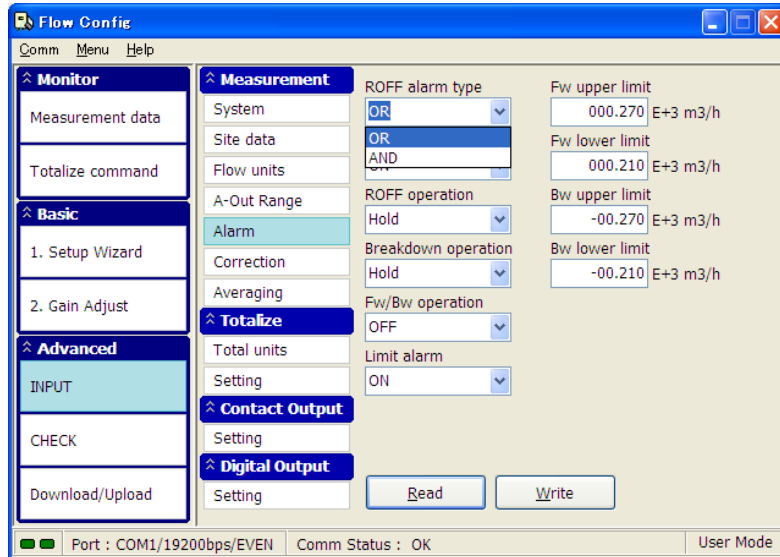 Flow Config
Comm Menu Help
Monitor
Measurement data
Totalize command
Basic
1. Setup Wizard
2. Gain Adjust
Advanced
INPUT
CHECK
Download/Upload
Measurement
System
Site data
Flow units
A-Out Range
Alarm
Correction
Averaging
Totalize
Total units
Setting
Contact Output
Setting
Digital Output
Setting
ROFF alarm type
OR
OR
AND
ROFF operation
Hold
Breakdown operation
Hold
Fw/Bw operation
OFF
Limit alarm
ON
Fw upper limit
000.270 E+3 m3/h
Fw lower limit
000.210 E+3 m3/h
Bw upper limit
-00.270 E+3 m3/h
Bw lower limit
-00.210 E+3 m3/h
Read Write
Port : COM1/19200bps/EVEN Comm Status : OK User Mode